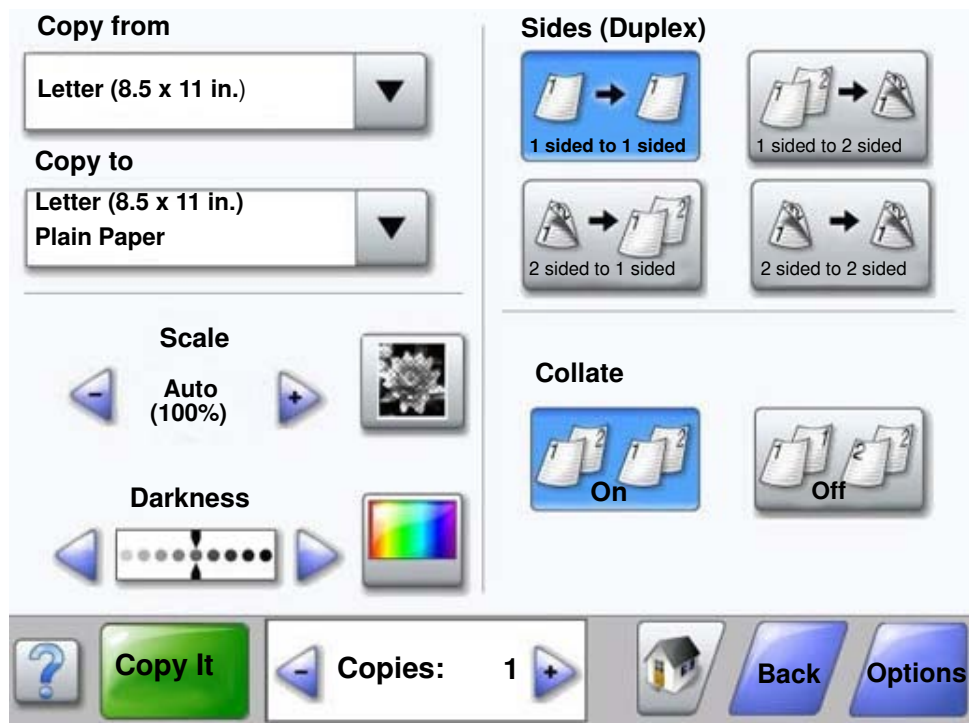 Copy from
Letter (8.5 x 11 in.)
Copy to
Letter (8.5 x 11 in.)
Plain Paper
Scale
Auto
(100%)
Darkness
Sides (Duplex)
1 sided to 1 sided
1 sided to 2 sided
2 sided to 1 sided
2 sided to 2 sided
Collate
On
Off
?
Copy It
Copies: 1
Back
Options